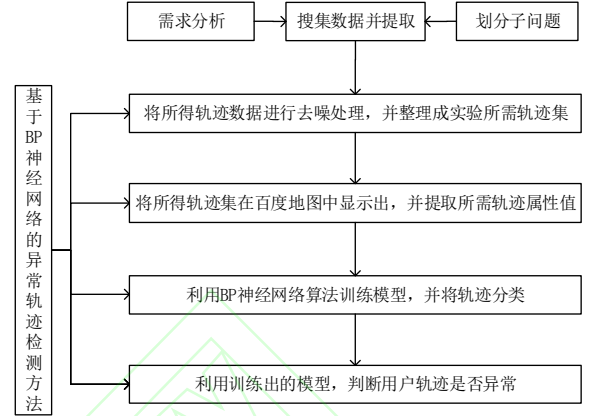 需求分析
搜集数据并提取
划分子问题
基于BP神经网络的异常轨迹检测方法
将所得轨迹数据进行去噪处理，并整理成实验所需轨迹集
将所得轨迹集在百度地图中显示出，并提取所需轨迹属性值
利用BP神经网络算法训练模型，并将轨迹分类
利用训练出的模型，判断用户轨迹是否异常